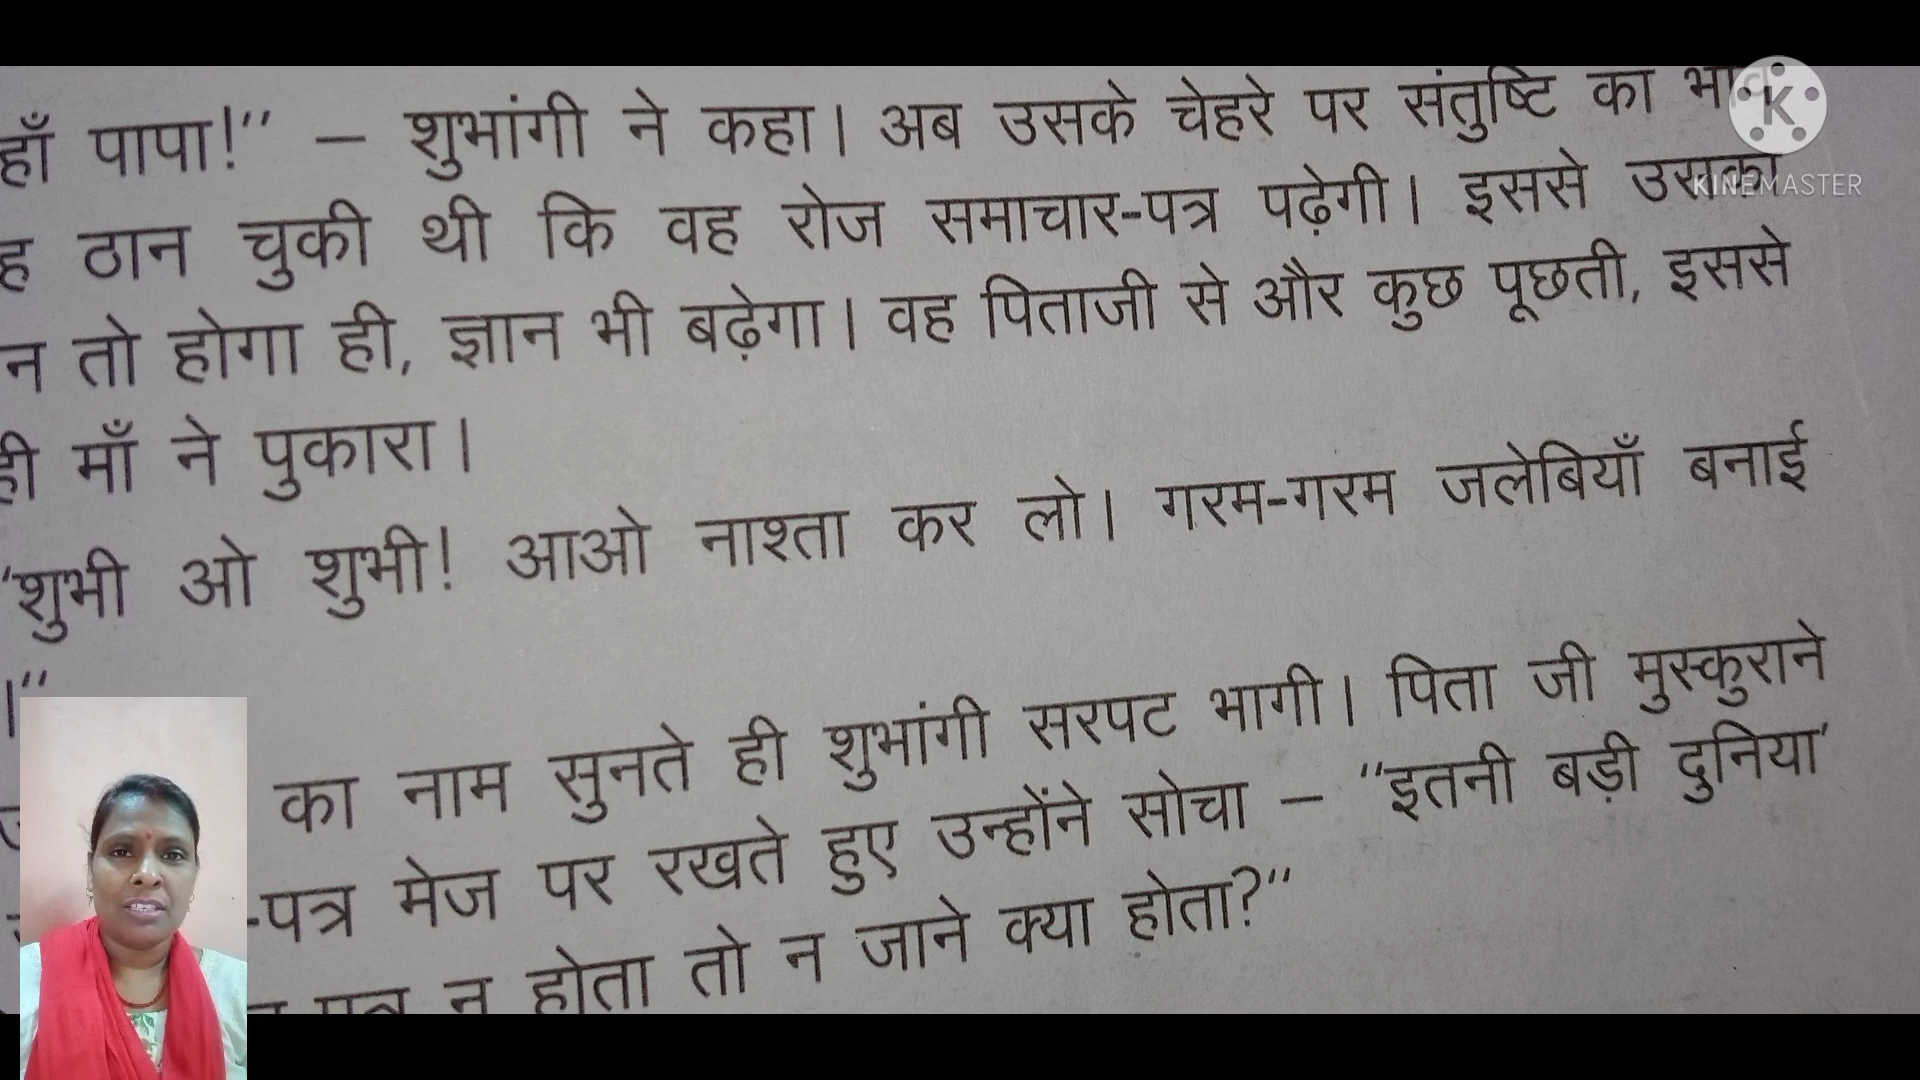 हाँ पापा!” – शुभांगी ने कहा। अब उसके चेहरे पर संतुष्टि का
ठान चुकी थी कि वह रोज समाचार-पत्र पढ़ेगी। इससे उसका
न तो होगा ही, ज्ञान भी बढ़ेगा। वह पिताजी से और कुछ पूछती, इससे
ही माँ ने पुकारा।
‘शुभी ओ शुभी! आओ नाश्ता कर लो। गरम-गरम जलेबियाँ बनाई
।”
का नाम सुनते ही शुभांगी सरपट भागी। पिता जी मुस्कुराने
-पत्र मेज पर रखते हुए उन्होंने सोचा – “इतनी बड़ी दुनिया’
न होता तो न जाने क्या होता?”
K
KINEMASTER